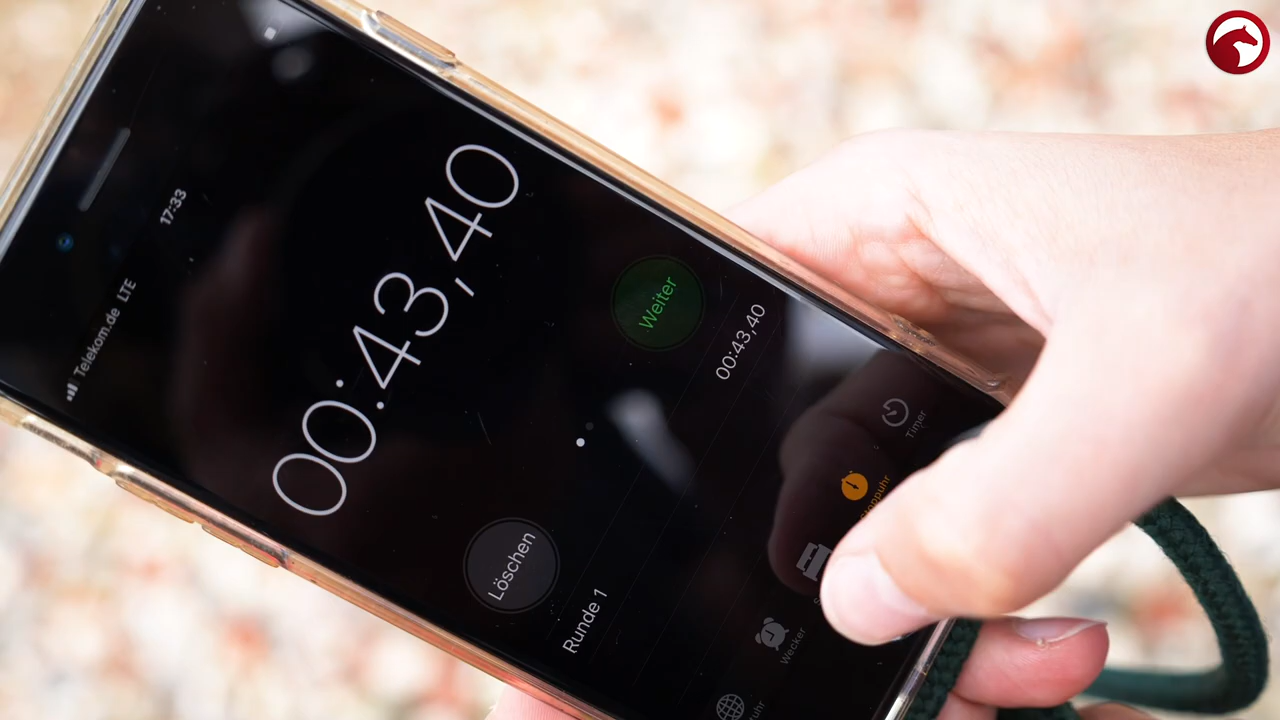 Telekom.de LTE
17:33
00:43,40
Löschen
Weiter
Runde 1
00:43,40
Wecker
Timer